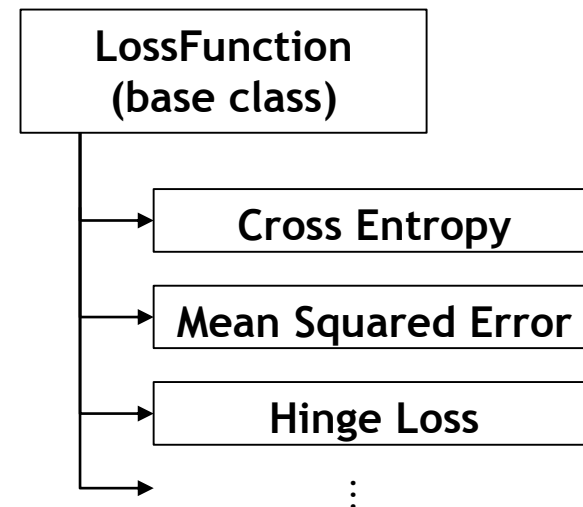 LossFunction
(base class)
Cross Entropy
Mean Squared Error
Hinge Loss
⋮